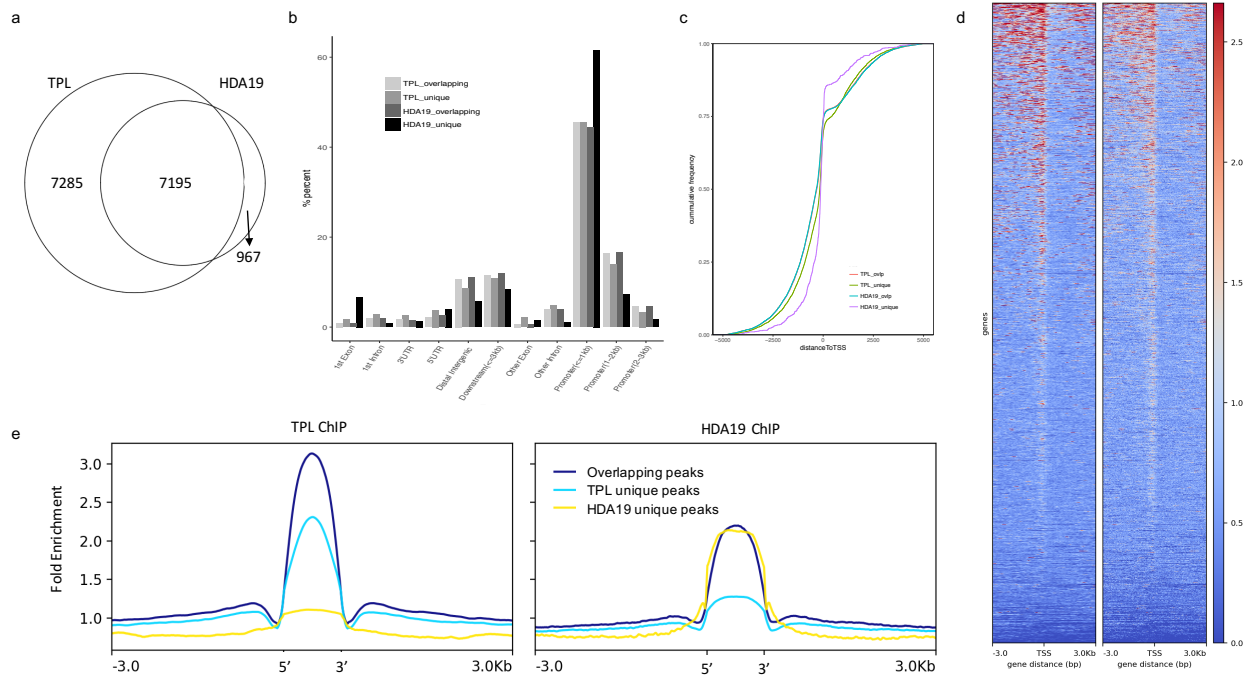 a
TPL
HDA19
7285
7195
967
b
% percent
60
40
20
0
TPL_overlapping
TPL_unique
HDA19_overlapping
HDA19_unique
1st Exon
1st Intron
3'UTR
5'UTR
Distal Intergenic
Downstream(<=3kb)
Other Exon
Other Intron
Promoter(<=1kb)
Promoter(1-2kb)
Promoter(2-3kb)
c
cummulative frequency
1.00
0.75
0.50
0.25
0.00
TPL_ovlp
TPL_unique
HDA19_ovlp
HDA19_unique
-5000
-2500
0
2500
5000
distanceToTSS
d
genes
-3.0
TSS
3.0Kb
gene distance (bp)
-3.0
TSS
3.0Kb
gene distance (bp)
2.5
2.0
1.5
1.0
0.5
0.0
e
TPL ChIP
Fold Enrichment
3.0
2.5
2.0
1.5
1.0
-3.0
5′
3′
3.0Kb
HDA19 ChIP
Overlapping peaks
TPL unique peaks
HDA19 unique peaks
-3.0
5′
3′
3.0Kb